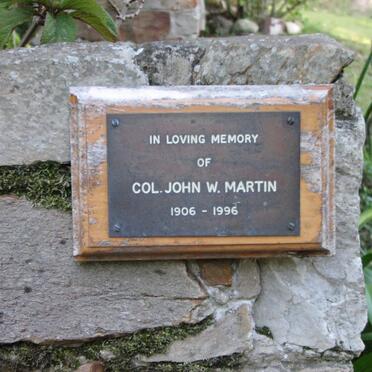 IN LOVING MEMORY
OF
COL. JOHN W. MARTIN
1906 - 1996